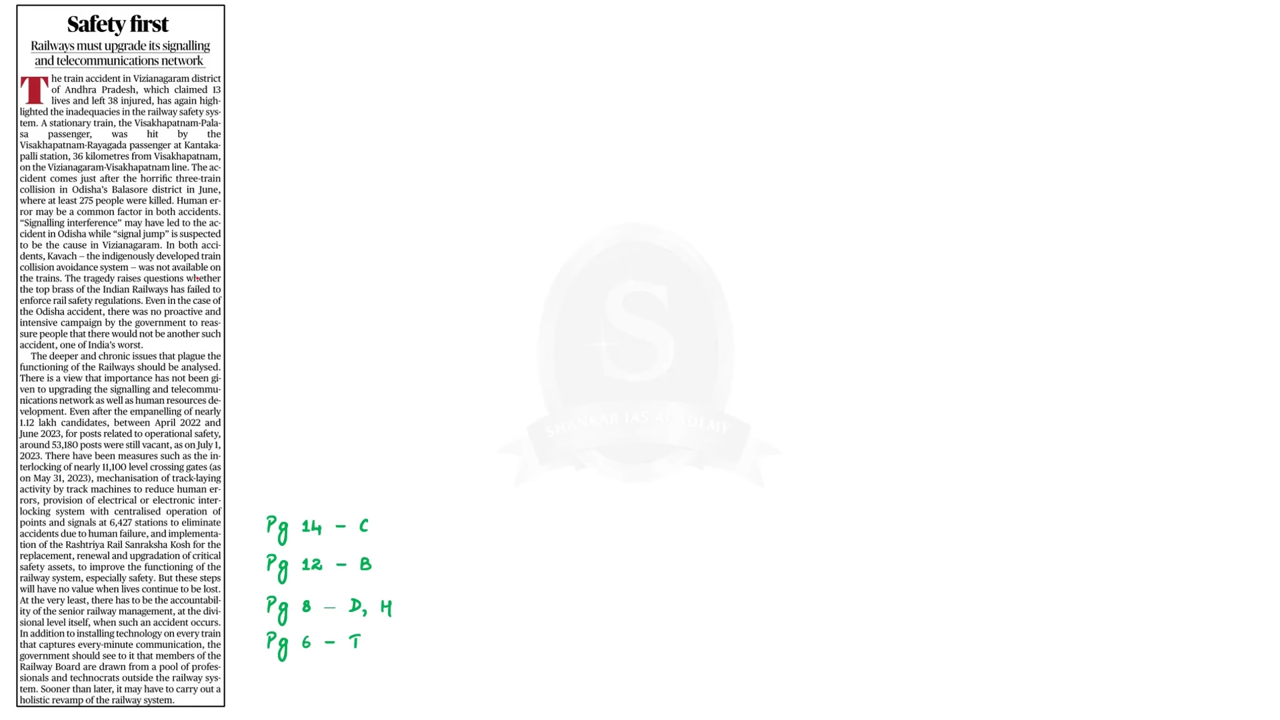 Safety first
Railways must upgrade its signalling
and telecommunications network
The train accident in Vizianagaram district
of Andhra Pradesh, which claimed 13
lives and left 38 injured, has again high-
lighted the inadequacies in the railway safety sys-
tem. A stationary train, the Visakhapatnam-Pala-
sa passenger, was hit by the
Visakhapatnam-Rayagada passenger at Kantaka-
palli station, 36 kilometres from Visakhapatnam,
on the Vizianagaram-Visakhapatnam line. The ac-
cident comes just after the horrific three-train
collision in Odisha's Balasore district in June,
where at least 275 people were killed. Human er-
ror may be a common factor in both accidents.
“Signalling interference” may have led to the ac-
cident in Odisha while “signal jump” is suspected
to be the cause in Vizianagaram. In both acci-
dents, Kavach — the indigenously developed train
collision avoidance system — was not available on
the trains. The tragedy raises questions whether
the top brass of the Indian Railways has failed to
enforce rail safety regulations. Even in the case of
the Odisha accident, there was no proactive and
intensive campaign by the government to reas-
sure people that there would not be another such
accident, one of India's worst.
The deeper and chronic issues that plague the
functioning of the Railways should be analysed.
There is a view that importance has not been gi-
ven to upgrading the signalling and telecommu-
nications network as well as human resources de-
velopment. Even after the empanelling of nearly
1.12 lakh candidates, between April 2022 and
June 2023, for posts related to operational safety,
around 53,180 posts were still vacant, as on July 1,
2023. There have been measures such as the in-
terlocking of nearly 11,100 level crossing gates (as
on May 31, 2023), mechanisation of track-laying
activity by track machines to reduce human er-
rors, provision of electrical or electronic inter-
locking system with centralised operation of
points and signals at 6,427 stations to eliminate
accidents due to human failure, and implementa-
tion of the Rashtriya Rail Sanraksha Kosh for the
replacement, renewal and upgradation of critical
safety assets, to improve the functioning of the
railway system, especially safety. But these steps
will have no value when lives continue to be lost.
At the very least, there has to be the accountabil-
ity of the senior railway management, at the divi-
sional level itself, when such an accident occurs.
In addition to installing technology on every train
that captures every-minute communication, the
government should see to it that members of the
Railway Board are drawn from a pool of profes-
sionals and technocrats outside the railway sys-
tem. Sooner than later, it may have to carry out a
holistic revamp of the railway system.
Pg 14 - C
Pg 12 - B
Pg 8 - D, H
Pg 6 - T
S
SHANKAR IAS ACADEMY